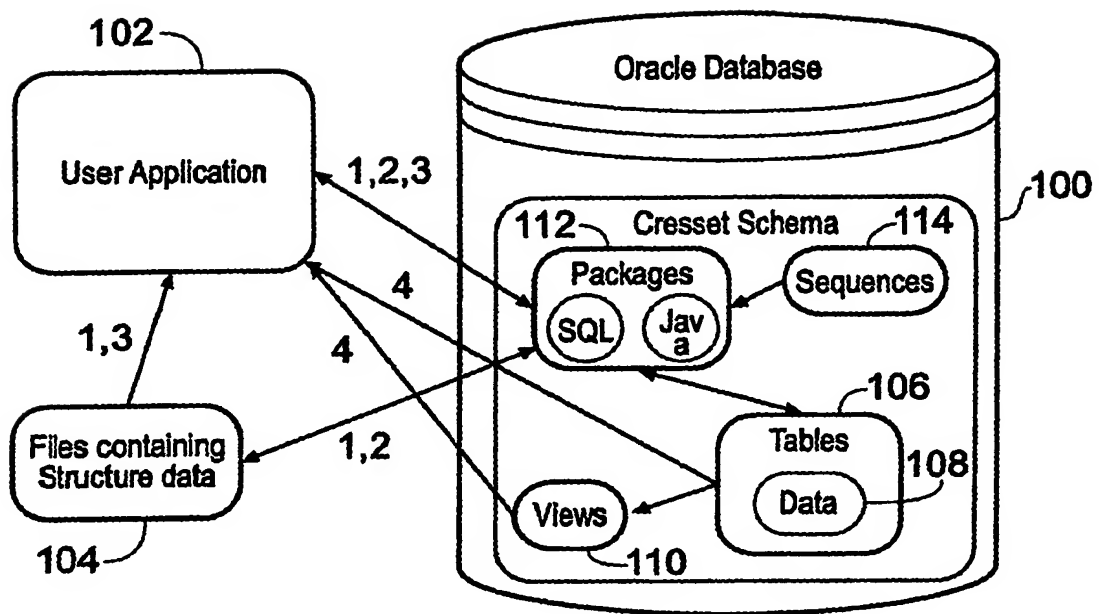 102
Oracle Database
User Application
1,2,3
100
Cresset Schema
112
114
Packages
Sequences
SQL
Jav
a
4
1,3
4
106
Tables
Files containing
Structure data
1,2
108
Data
Views
104
110